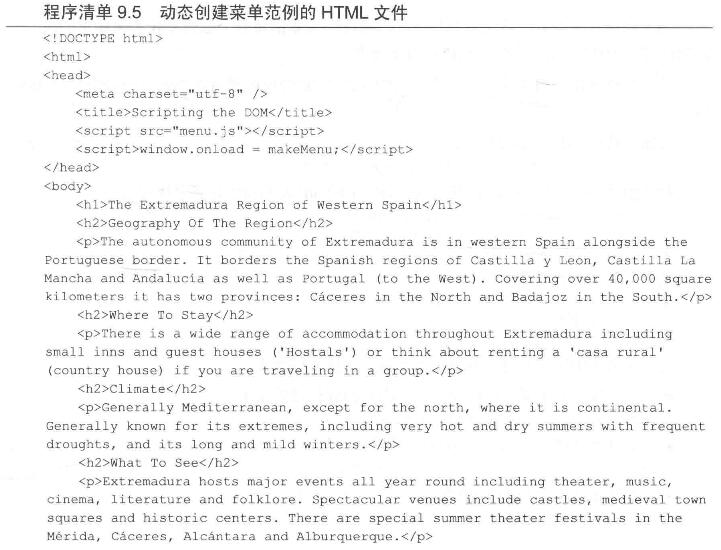 程序清单 9.5 动态创建菜单范例的 HTML 文件
<!DOCTYPE html>
<html>
<head>
    <meta charset="utf-8" />
    <title>Scripting the DOM</title>
    <script src="menu.js"></script>
    <script>window.onload = makeMenu;</script>
</head>
<body>
    <h1>The Extremadura Region of Western Spain</h1>
    <h2>Geography Of The Region</h2>
    <p>The autonomous community of Extremadura is in western Spain alongside the
Portuguese border. It borders the Spanish regions of Castilla y Leon, Castilla La
Mancha and Andalucía as well as Portugal (to the West). Covering over 40,000 square
kilometers it has two provinces: Cáceres in the North and Badajoz in the South.</p>
    <h2>Where To Stay</h2>
    <p>There is a wide range of accommodation throughout Extremadura including
small inns and guest houses ('Hostals') or think about renting a 'casa rural'
(country house) if you are traveling in a group.</p>
    <h2>Climate</h2>
    <p>Generally Mediterranean, except for the north, where it is continental.
Generally known for its extremes, including very hot and dry summers with frequent
droughts, and its long and mild winters.</p>
    <h2>What To See</h2>
    <p>Extremadura hosts major events all year round including theater, music,
cinema, literature and folklore. Spectacular venues include castles, medieval town
squares and historic centers. There are special summer theater festivals in the
Mérida, Cáceres, Alcántara and Alburquerque.</p>